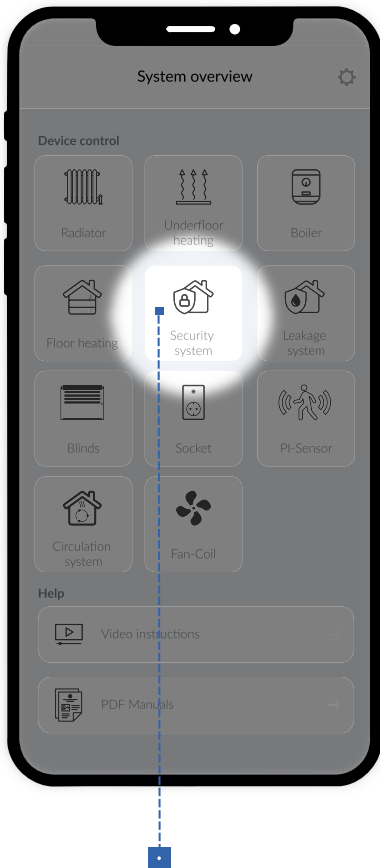 System overview
Device control
Radiator
Underfloor
heating
Boiler
Floor heating
Security
system
Leakage
system
Blinds
Socket
PI-Sensor
Circulation
system
Fan-Coil
Help
Video instructions
PDF Manuals